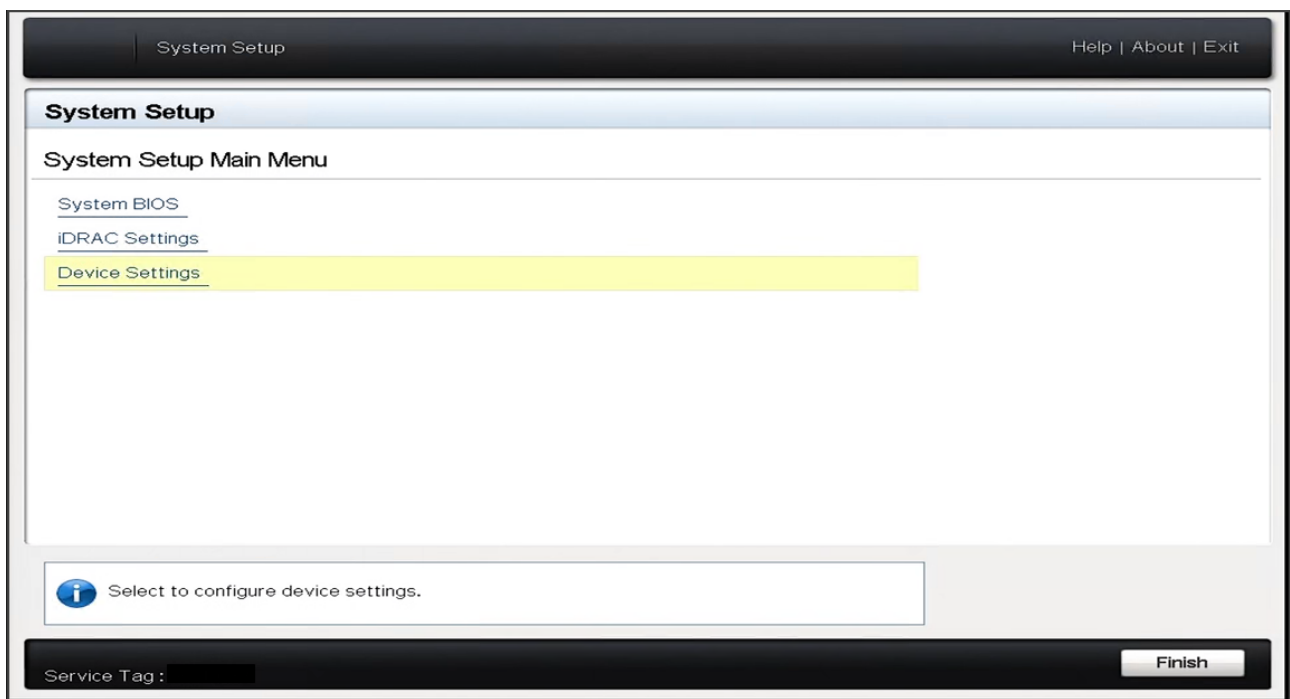 System Setup
Help | About | Exit
System Setup
System Setup Main Menu
System BIOS
iDRAC Settings
Device Settings
Select to configure device settings.
Service Tag :
Finish